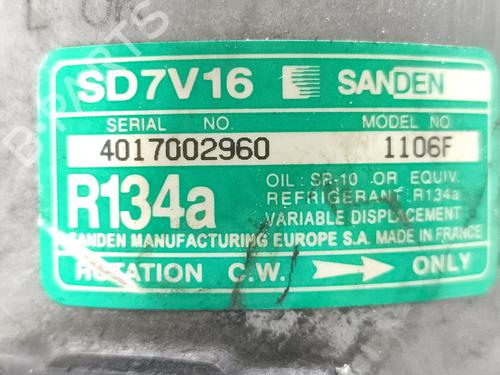 SD7V16 SANDEN
SERIAL NO. MODEL NO
4017002960 1106F
R134a
OIL: SP-10 OR EQUIV.
REFRIGERANT: R134a
VARIABLE DISPLACEMENT
SANDEN MANUFACTURING EUROPE S.A. MADE IN FRANCE
ROTATION C.W. ONLY
B-PARTS